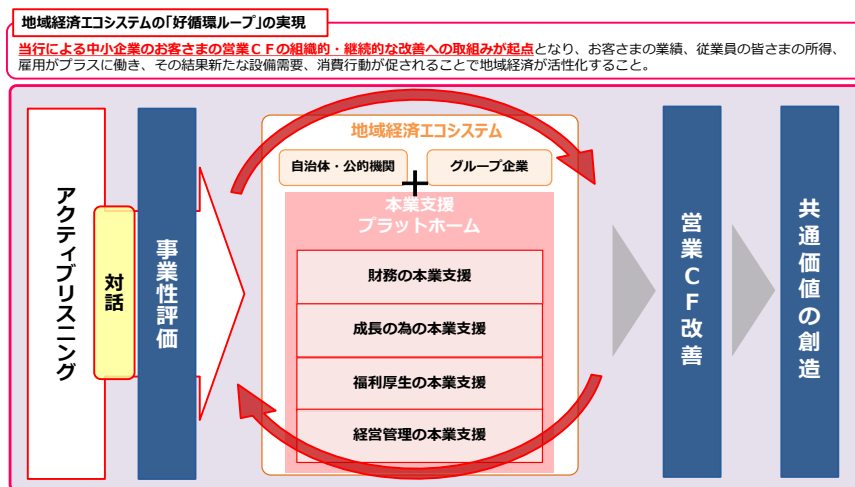 地域経済エコシステムの「好循環ループ」の実現
当行による中小企業のお客さまの営業ＣＦの組織的・継続的な改善への取組みが起点となり、お客さまの業績、従業員の皆さまの所得、
雇用がプラスに働き、その結果新たな設備需要、消費行動が促されることで地域経済が活性化すること。
アクティブリスニング
対話
事業性評価
地域経済エコシステム
自治体・公的機関
グループ企業
＋
本業支援
プラットホーム
財務の本業支援
成長の為の本業支援
福利厚生の本業支援
経営管理の本業支援
営業ＣＦ改善
共通価値の創造